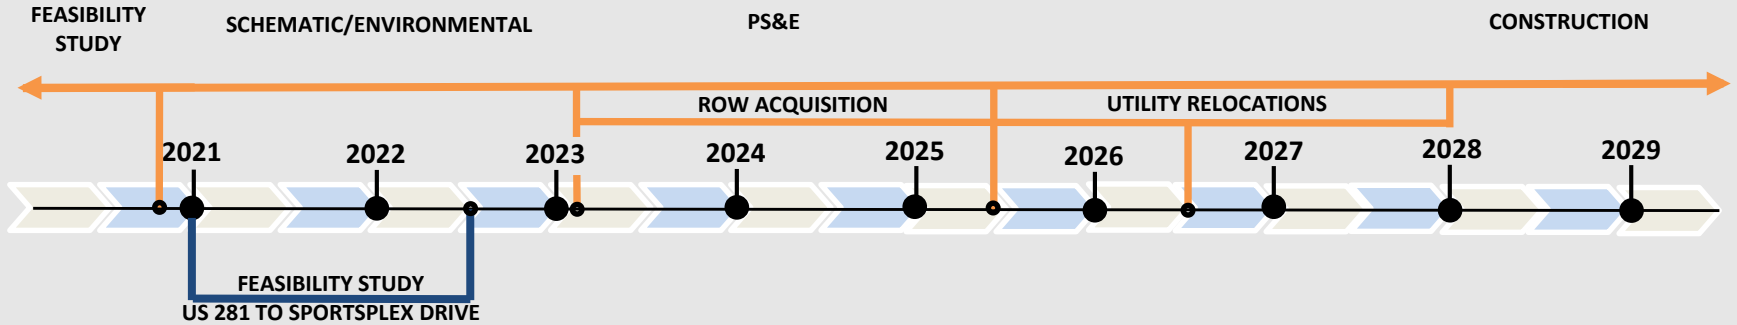 FEASIBILITY
STUDY
SCHEMATIC/ENVIRONMENTAL
PS&E
CONSTRUCTION
ROW ACQUISITION
UTILITY RELOCATIONS
2021
2022
2023
2024
2025
2026
2027
2028
2029
FEASIBILITY STUDY
US 281 TO SPORTSPLEX DRIVE